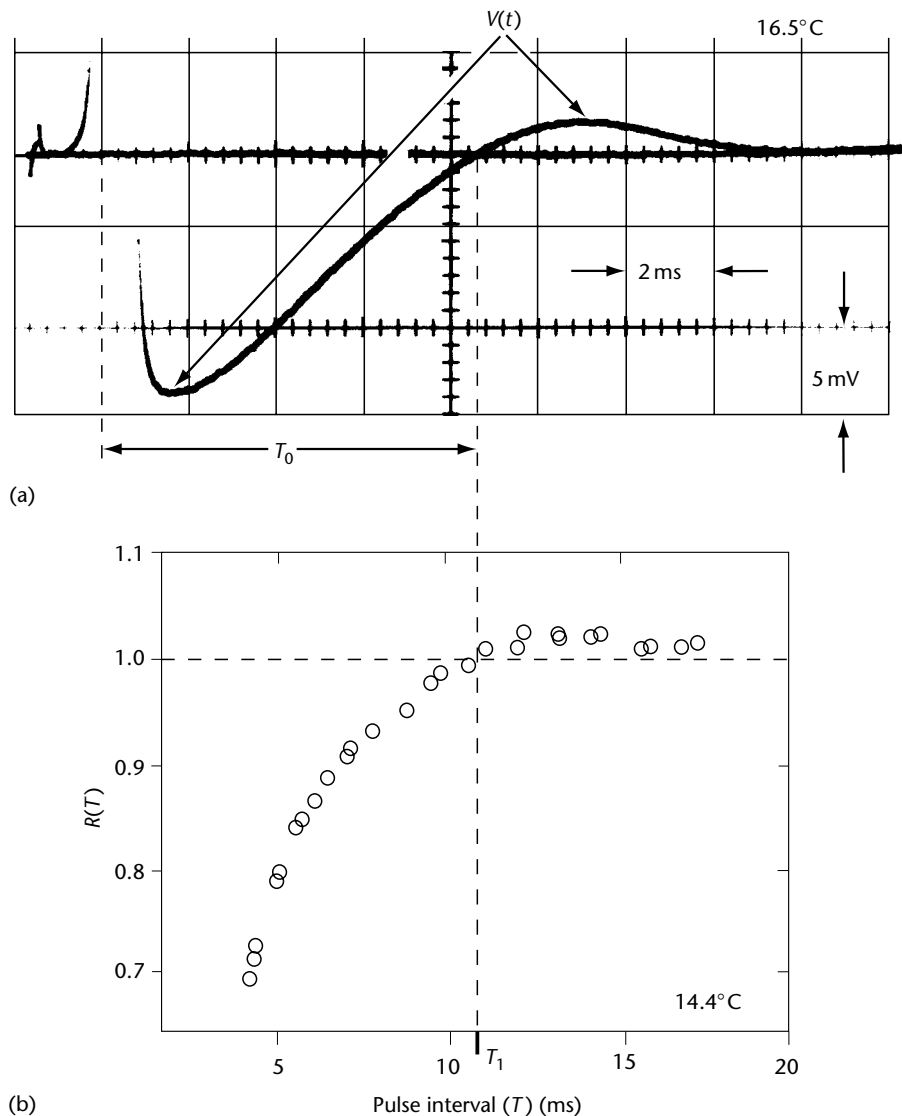 V(t)
16.5°C
2 ms
5 mV
T0
(a)
1.1
1.0
0.9
0.8
0.7
R(T)
14.4°C
5
10
T1
15
20
Pulse interval (T) (ms)
(b)